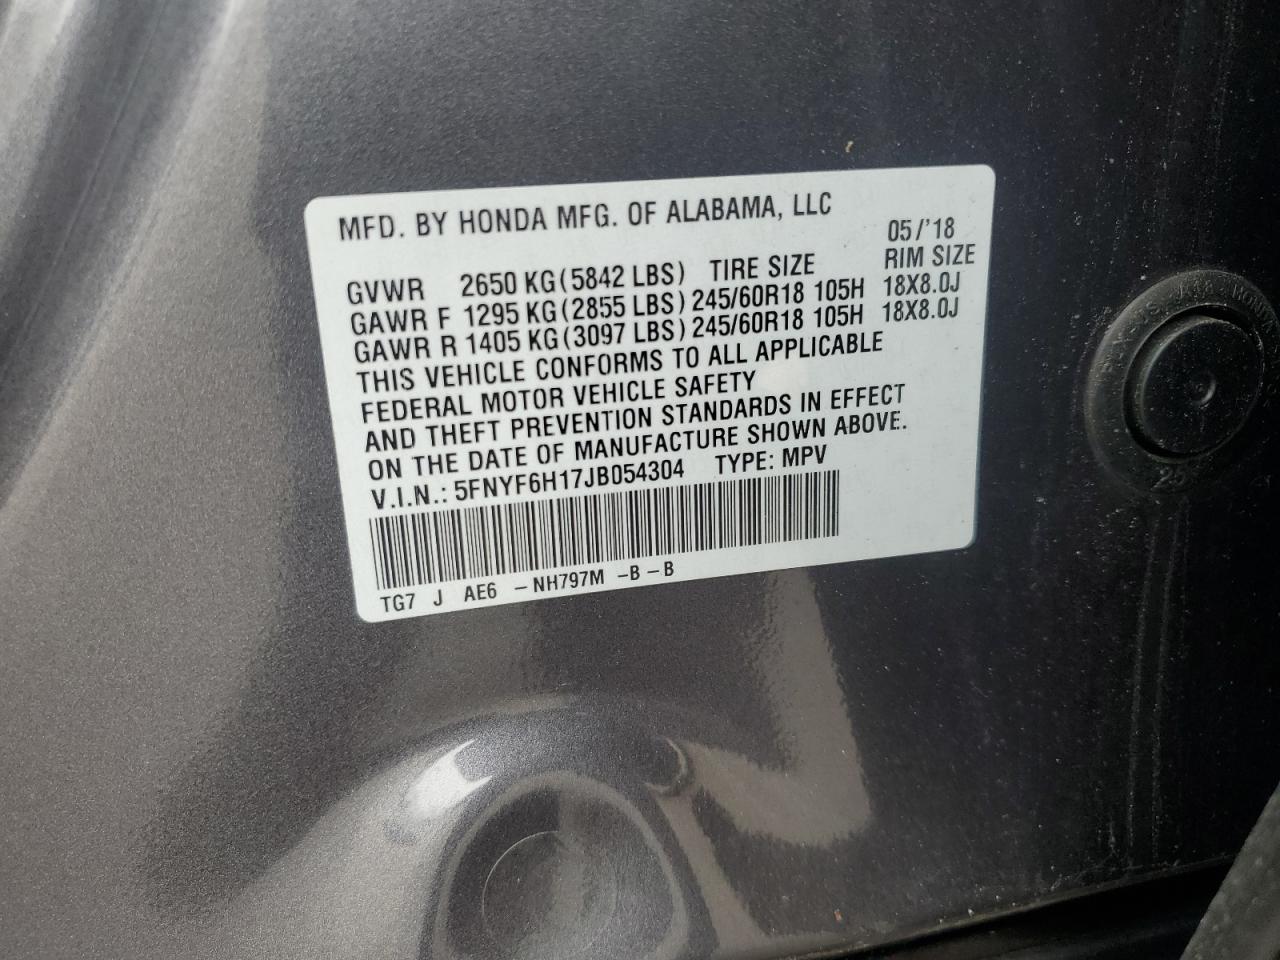 MFD. BY HONDA MFG. OF ALABAMA, LLC
05/'18
GVWR 2650 KG (5842 LBS) TIRE SIZE RIM SIZE
GAWR F 1295 KG (2855 LBS) 245/60R18 105H 18X8.0J
GAWR R 1405 KG (3097 LBS) 245/60R18 105H 18X8.0J
THIS VEHICLE CONFORMS TO ALL APPLICABLE
FEDERAL MOTOR VEHICLE SAFETY
AND THEFT PREVENTION STANDARDS IN EFFECT
ON THE DATE OF MANUFACTURE SHOWN ABOVE.
V.I.N.: 5FNYF6H17JB054304 TYPE: MPV
TG7 J AE6 - NH797M - B - B